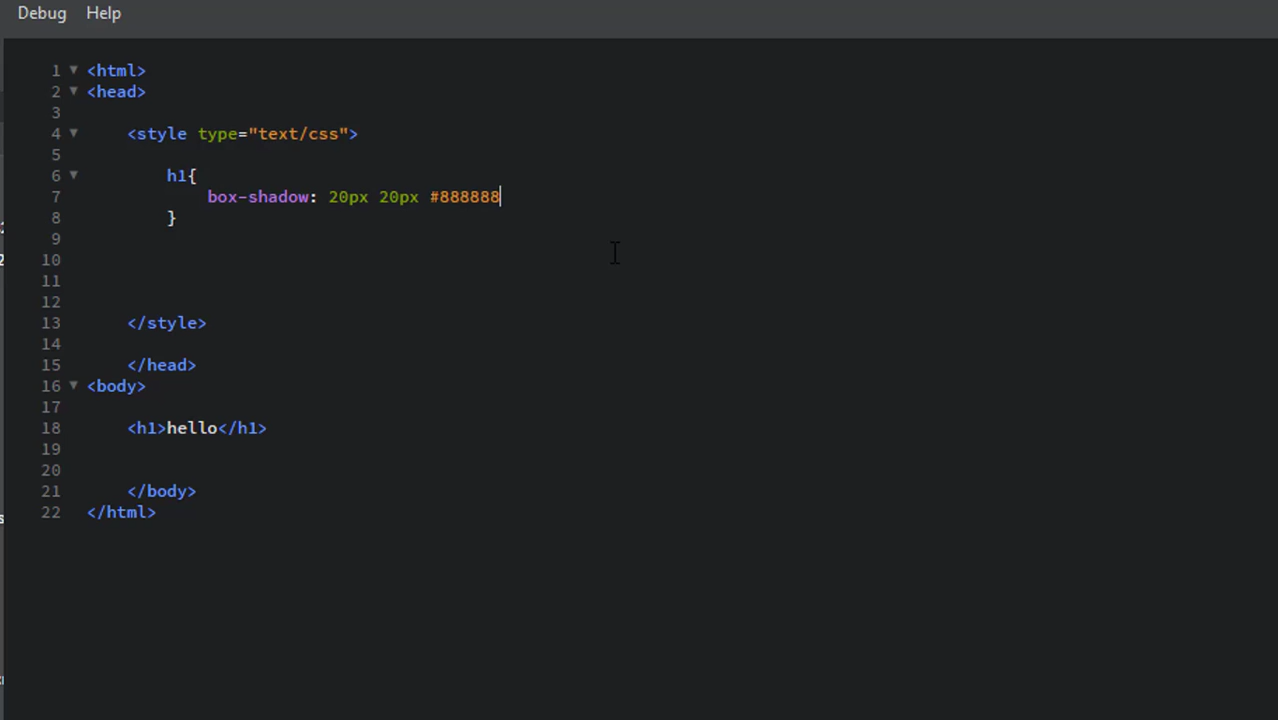 Debug Help
1 <html>
2 <head>
3
4 <style type="text/css">
5
6 h1{
7 box-shadow: 20px 20px #888888
8 }
9
10
11
12
13 </style>
14
15 </head>
16 <body>
17
18 <h1>hello</h1>
19
20
21 </body>
22 </html>